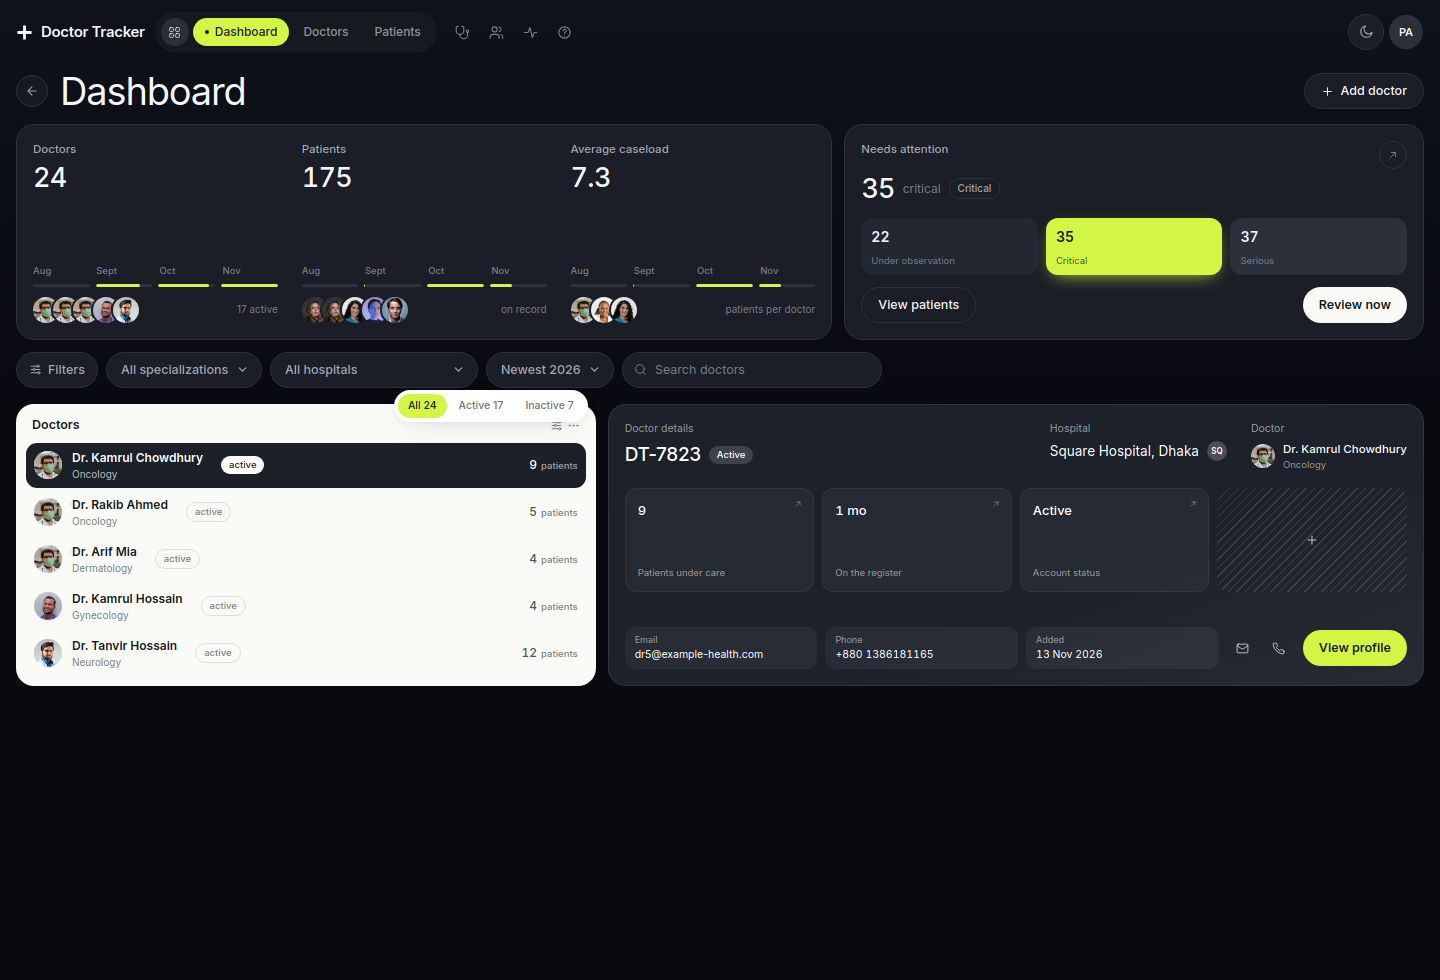 Doctor Tracker
Dashboard
Doctors
Patients
PA
Dashboard
Add doctor
Doctors
24
Aug Sept Oct Nov
17 active
Patients
175
Aug Sept Oct Nov
on record
Average caseload
7.3
Aug Sept Oct Nov
patients per doctor
Needs attention
35 critical Critical
22
Under observation
35
Critical
37
Serious
View patients
Review now
Filters
All specializations
All hospitals
Newest 2026
Search doctors
All 24
Active 17
Inactive 7
Doctors
Dr. Kamrul Chowdhury
Oncology
active
9 patients
Dr. Rakib Ahmed
Oncology
active
5 patients
Dr. Arif Mia
Dermatology
active
4 patients
Dr. Kamrul Hossain
Gynecology
active
4 patients
Dr. Tanvir Hossain
Neurology
active
12 patients
Doctor details
DT-7823 Active
Hospital
Square Hospital, Dhaka SQ
Doctor
Dr. Kamrul Chowdhury
Oncology
9
Patients under care
1 mo
On the register
Active
Account status
Email
dr5@example-health.com
Phone
+880 1386181165
Added
13 Nov 2026
View profile